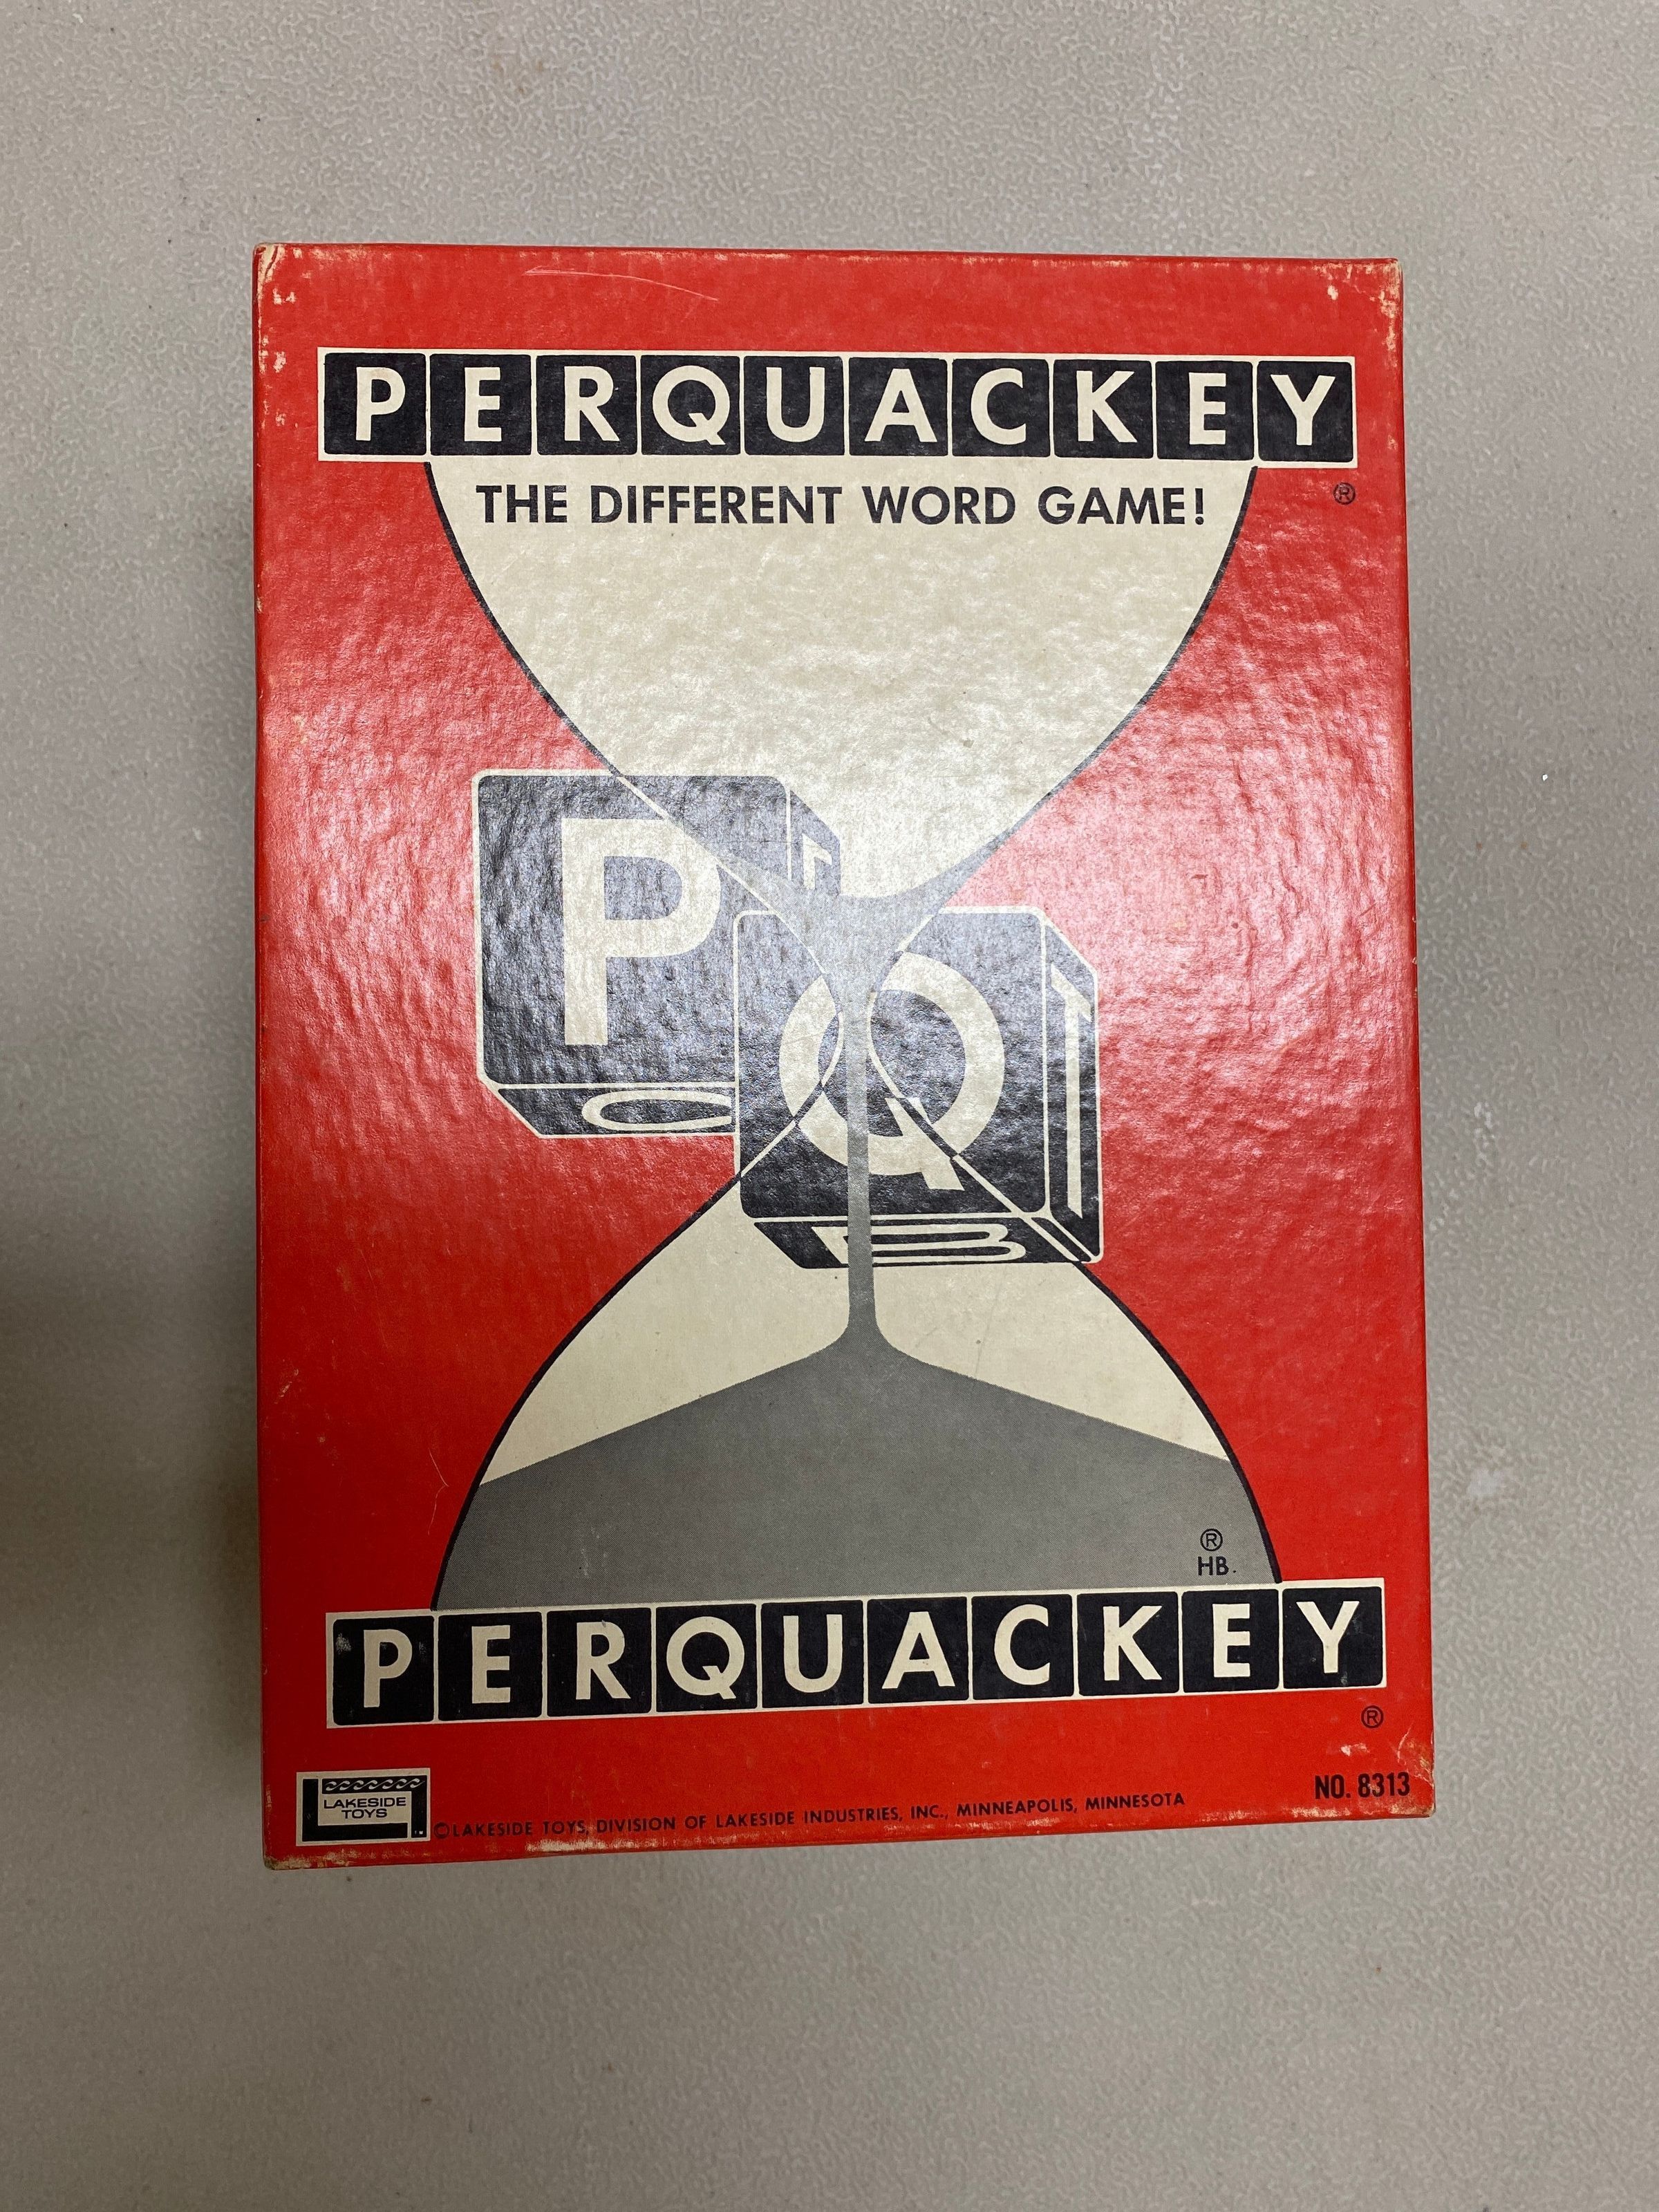 PERQUACKEY
®
THE DIFFERENT WORD GAME!
P
C
Q
T
B
®
HB.
PERQUACKEY
®
LAKESIDE
TOYS
©LAKESIDE TOYS, DIVISION OF LAKESIDE INDUSTRIES, INC., MINNEAPOLIS, MINNESOTA
NO. 8313